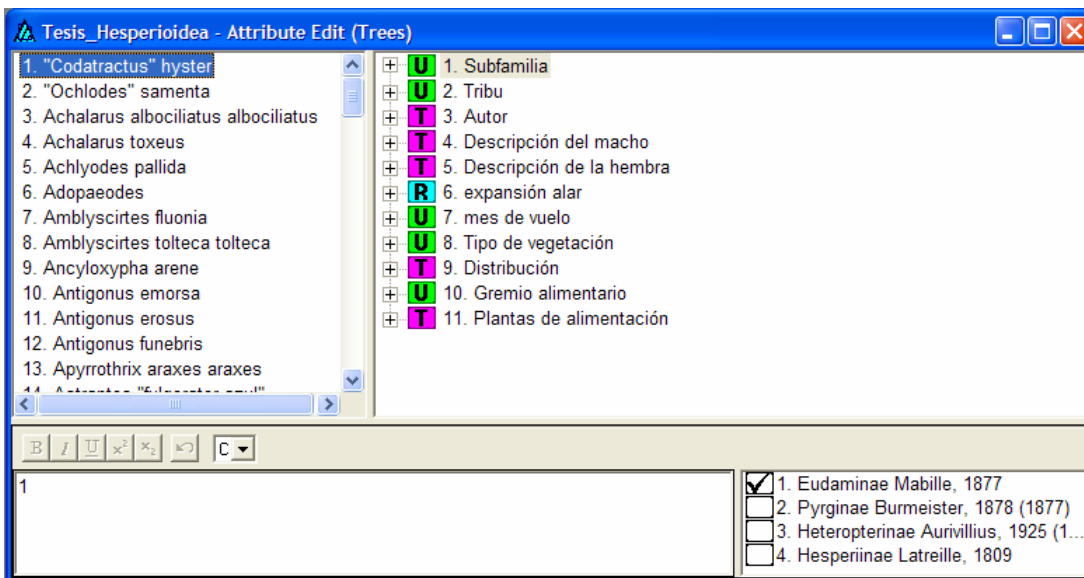 Tesis_Hesperioidea - Attribute Edit (Trees)
1. "Codatractus" hyster
2. "Ochlodes" samenta
3. Achalarus albociliatus albociliatus
4. Achalarus toxeus
5. Achlyodes pallida
6. Adopaeodes
7. Amblyscirtes fluonia
8. Amblyscirtes tolteca tolteca
9. Ancyloxypha arene
10. Antigonus emorsa
11. Antigonus erosus
12. Antigonus funebris
13. Apyrrothrix araxes araxes
U 1. Subfamilia
U 2. Tribu
T 3. Autor
T 4. Descripción del macho
T 5. Descripción de la hembra
R 6. expansión alar
U 7. mes de vuelo
U 8. Tipo de vegetación
T 9. Distribución
U 10. Gremio alimentario
T 11. Plantas de alimentación
B I U x² x₂ C
1
1. Eudaminae Mabille, 1877
2. Pyrginae Burmeister, 1878 (1877)
3. Heteropterinae Aurivillius, 1925 (1...
4. Hesperiinae Latreille, 1809